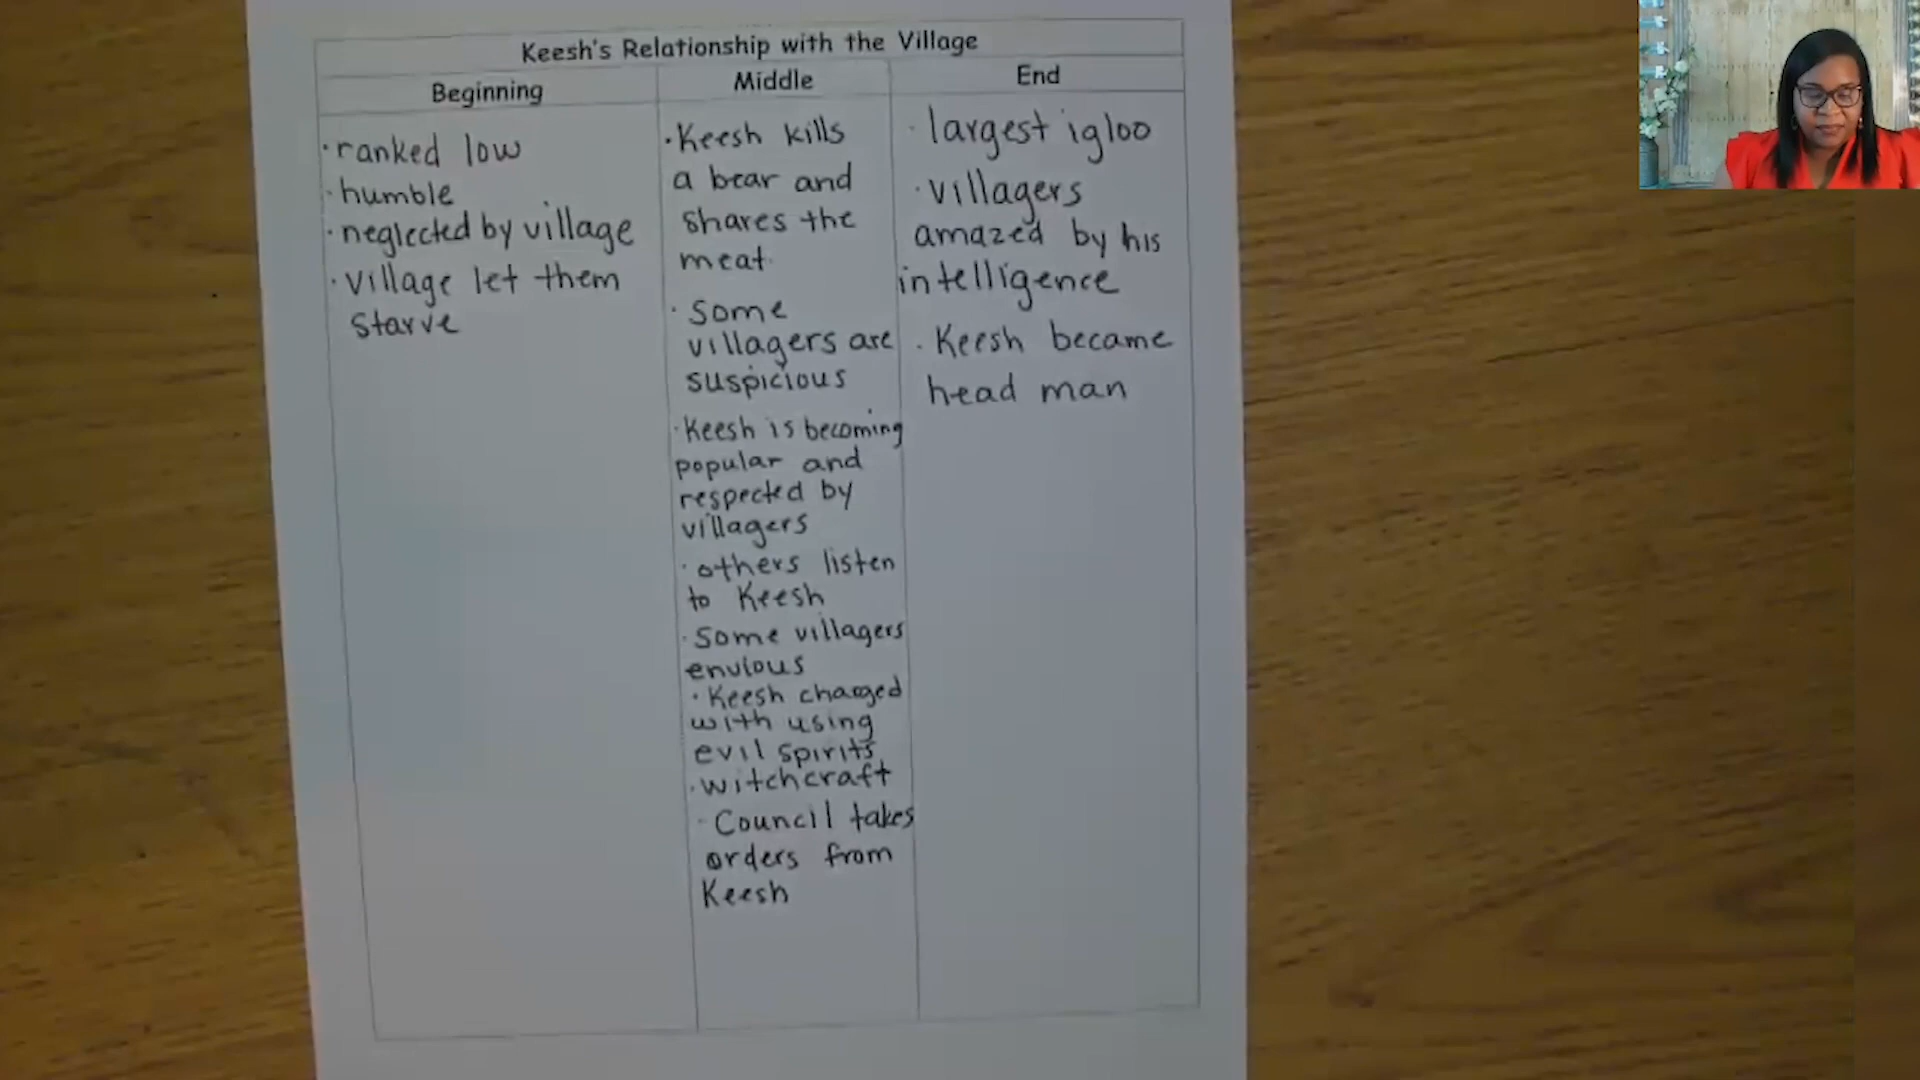 Keesh's Relationship with the Village
Beginning
Middle
End
·ranked low
·humble
·neglected by village
·village let them
starve
·Keesh kills
a bear and
shares the
meat.
·some
villagers are
suspicious
·Keesh is becoming
popular and
respected by
villagers
·others listen
to Keesh
·some villagers
envious
·Keesh charged
with using
evil spirits
·witchcraft
·Council takes
orders from
Keesh
·largest igloo
·villagers
amazed by his
intelligence
·Keesh became
head man